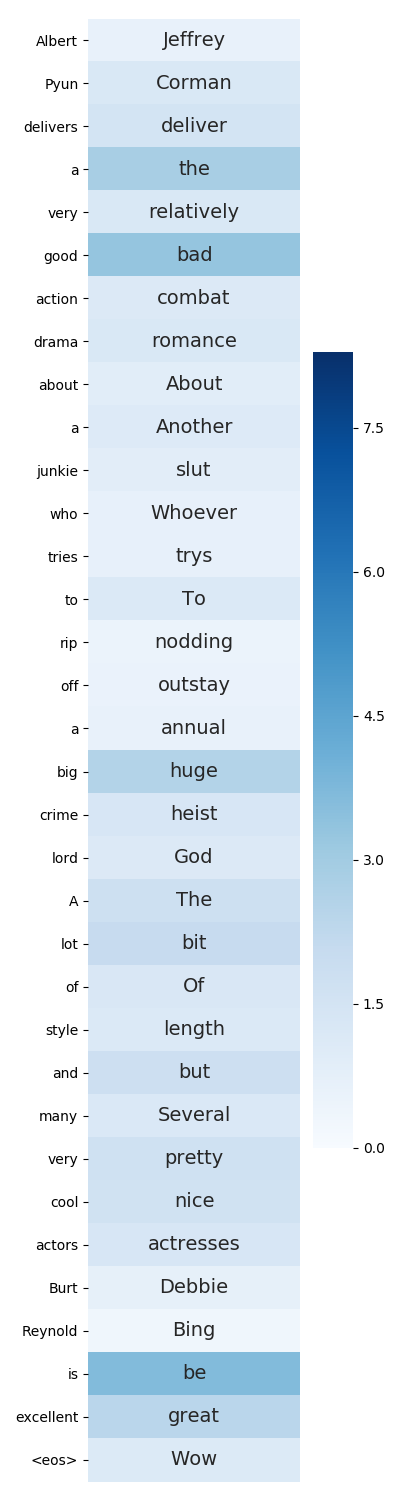 Albert Jeffrey
Pyun Corman
delivers deliver
a the
very relatively
good bad
action combat
drama romance
about About
a Another
junkie slut
who Whoever
tries trys
to To
rip nodding
off outstay
a annual
big huge
crime heist
lord God
A The
lot bit
of Of
style length
and but
many Several
very pretty
cool nice
actors actresses
Burt Debbie
Reynold Bing
is be
excellent great
<eos> Wow
7.5
6.0
4.5
3.0
1.5
0.0